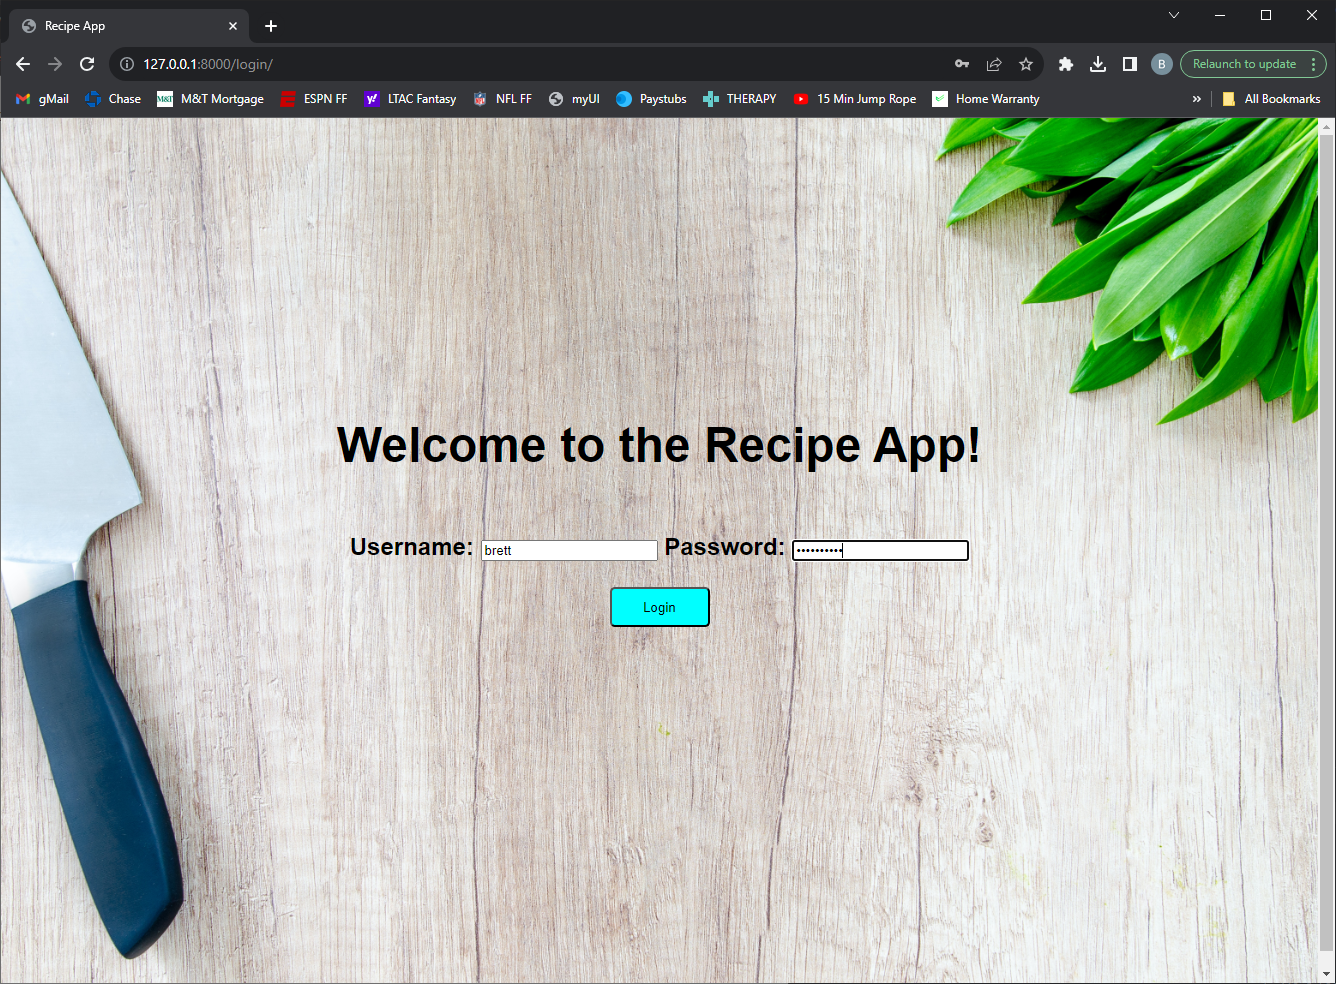 Recipe App
127.0.0.1:8000/login/
B
Relaunch to update
gMail
Chase
M&T Mortgage
ESPN FF
LTAC Fantasy
NFL FF
myUI
Paystubs
THERAPY
15 Min Jump Rope
Home Warranty
»
All Bookmarks
Welcome to the Recipe App!
Username: brett Password: ••••••••••
Login